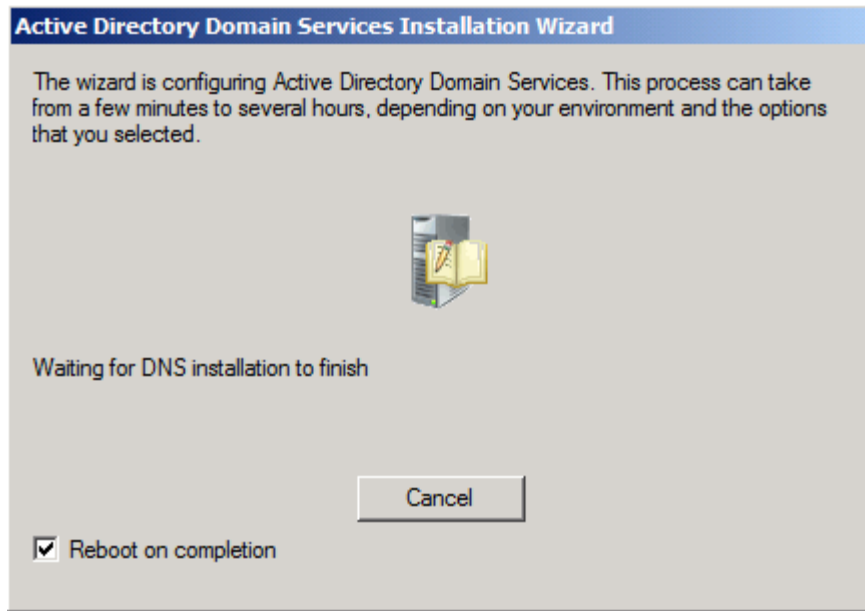 Active Directory Domain Services Installation Wizard
The wizard is configuring Active Directory Domain Services. This process can take
from a few minutes to several hours, depending on your environment and the options
that you selected.
Waiting for DNS installation to finish
Cancel
Reboot on completion